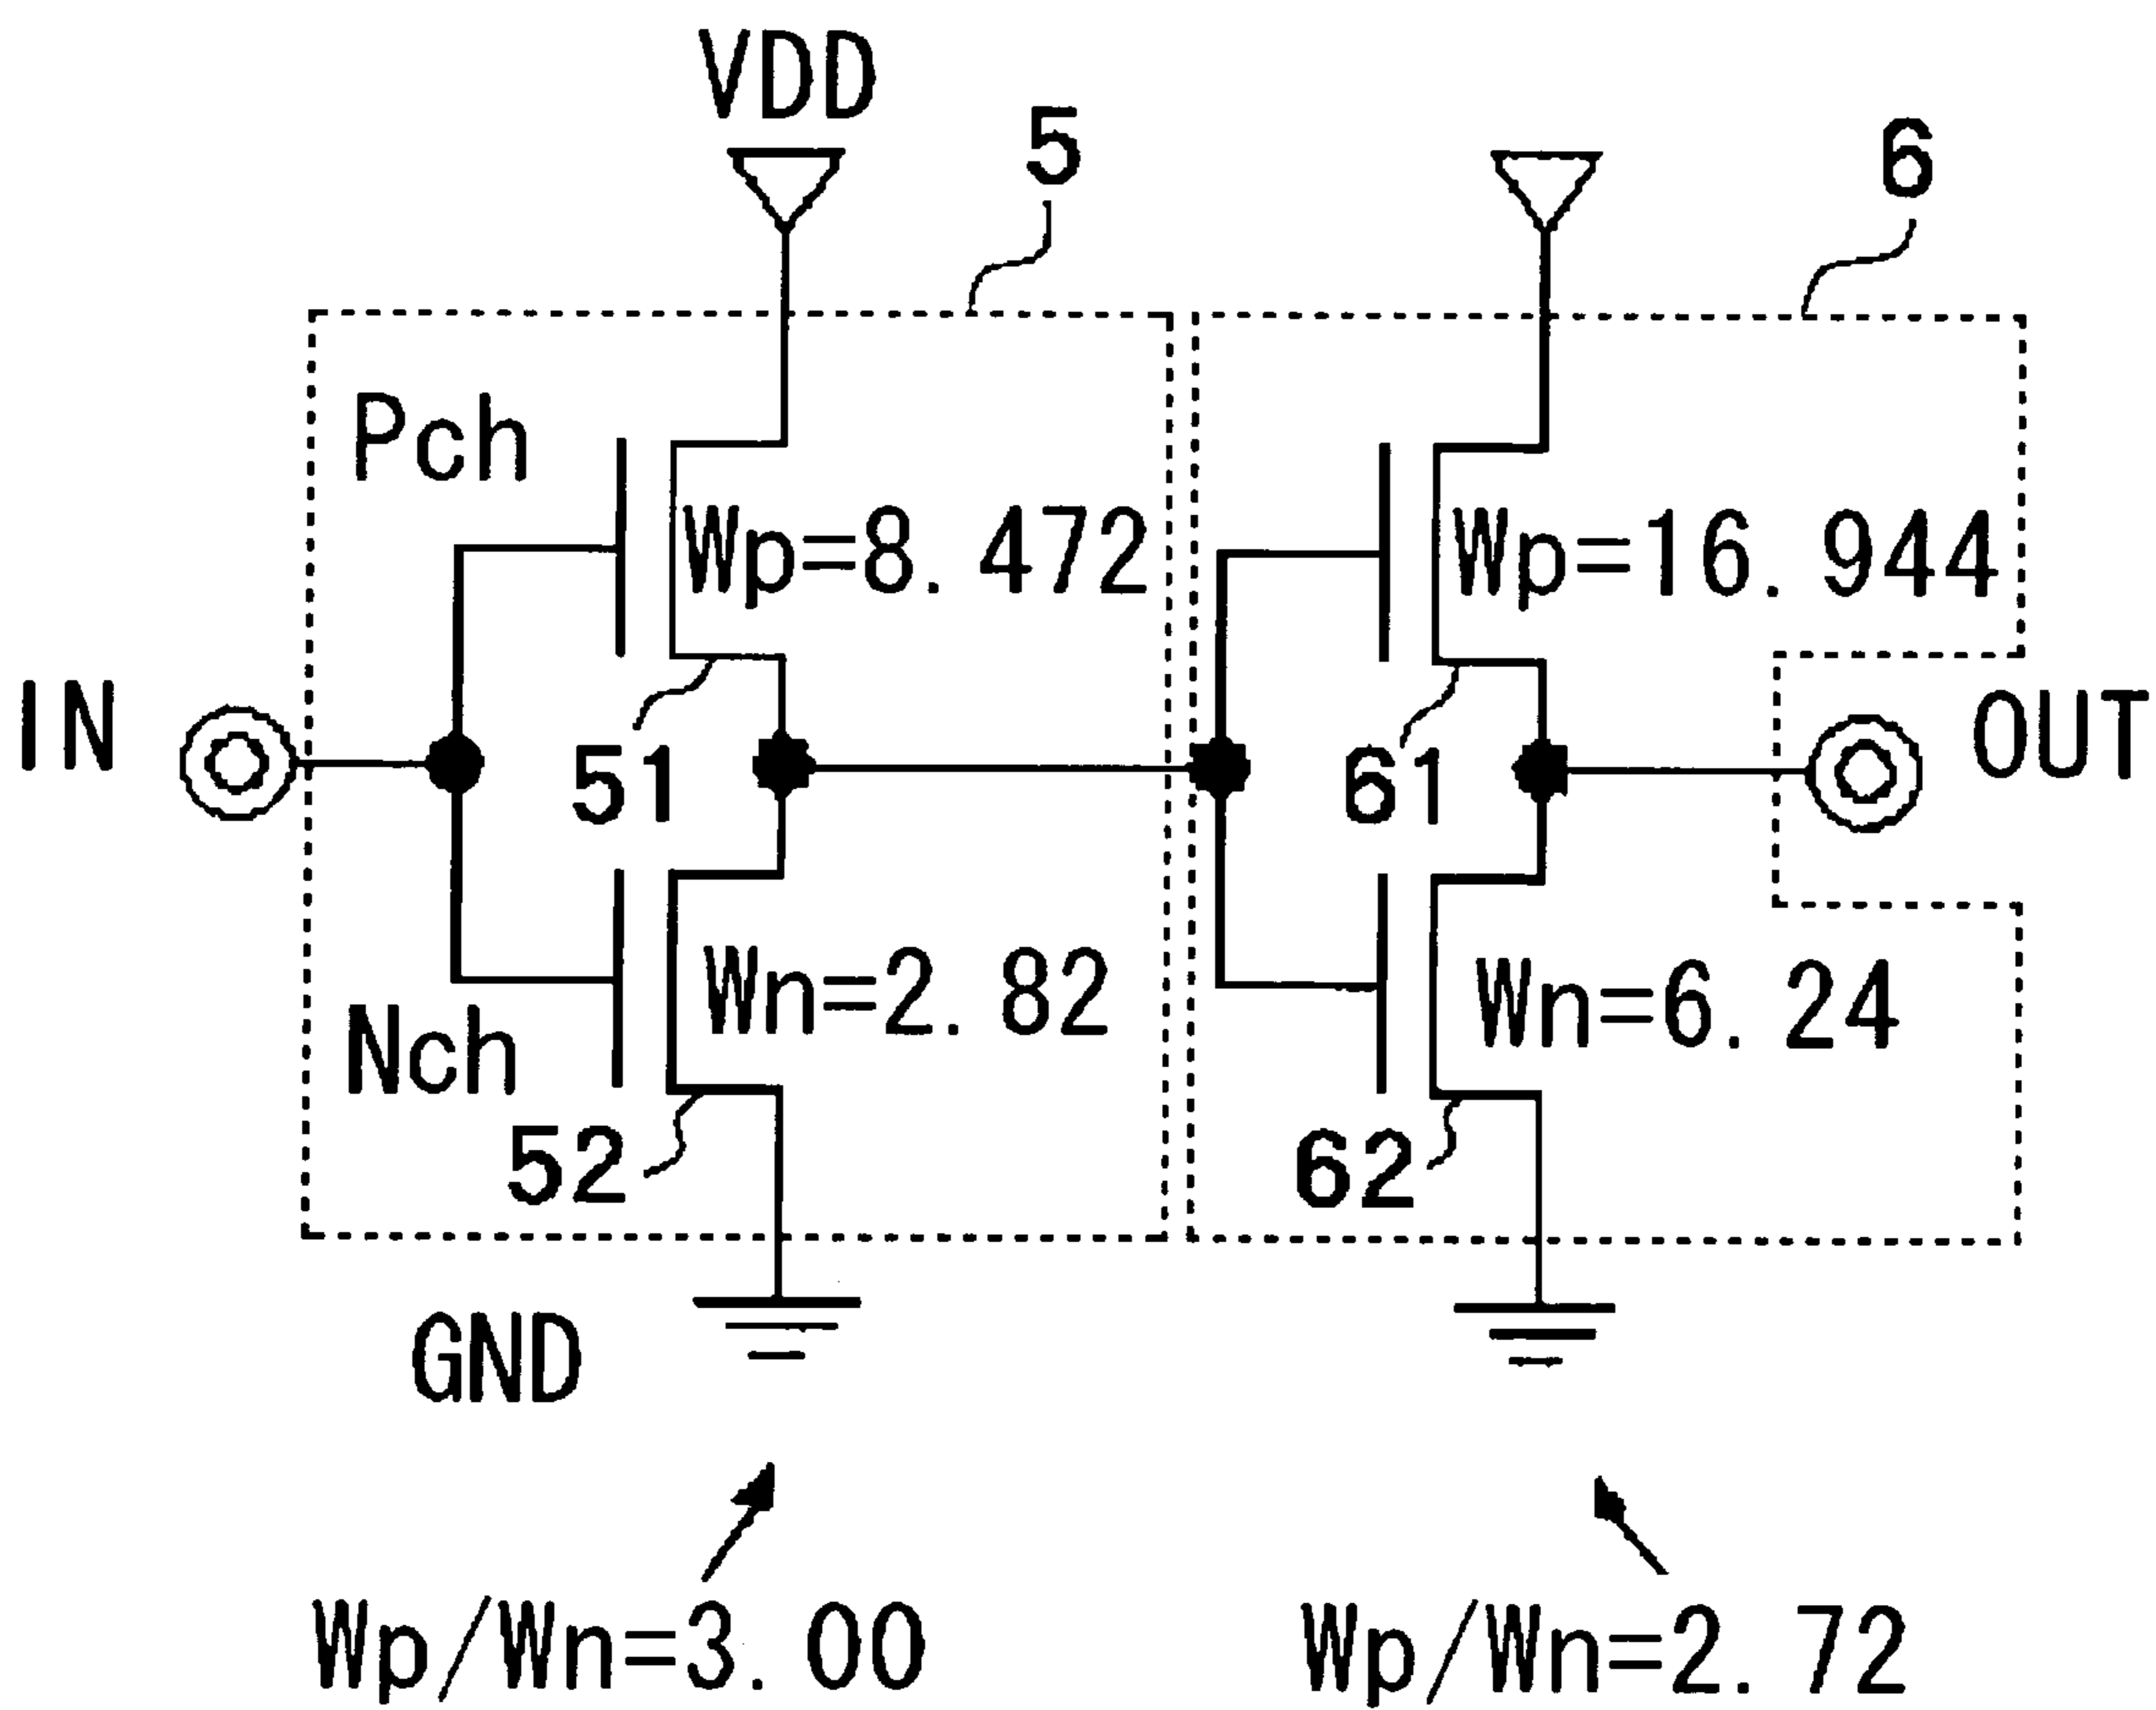 VDD
5
6
Pch
Wp=8.472
Wp=16.944
IN
51
61
OUT
Wn=2.82
Wn=6.24
Nch
52
62
GND
Wp/Wn=3.00
Wp/Wn=2.72